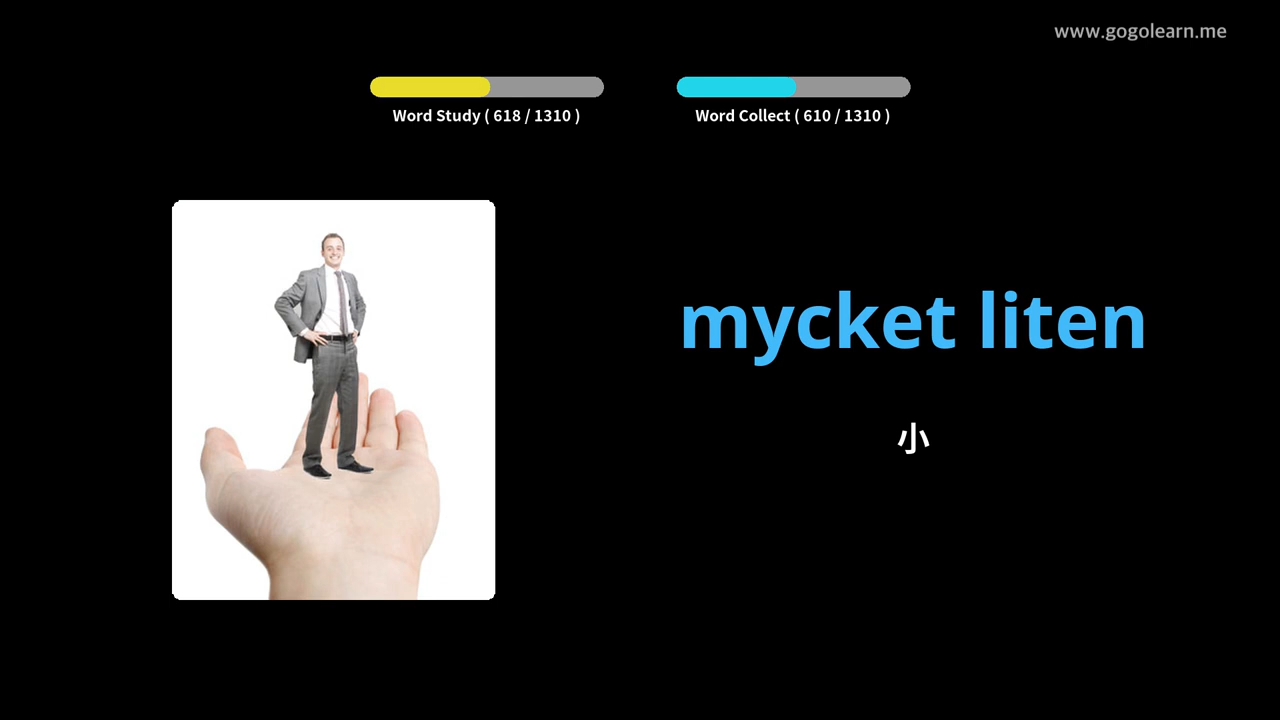 www.gogolearn.me
Word Study ( 618 / 1310 )
Word Collect ( 610 / 1310 )
mycket liten
小